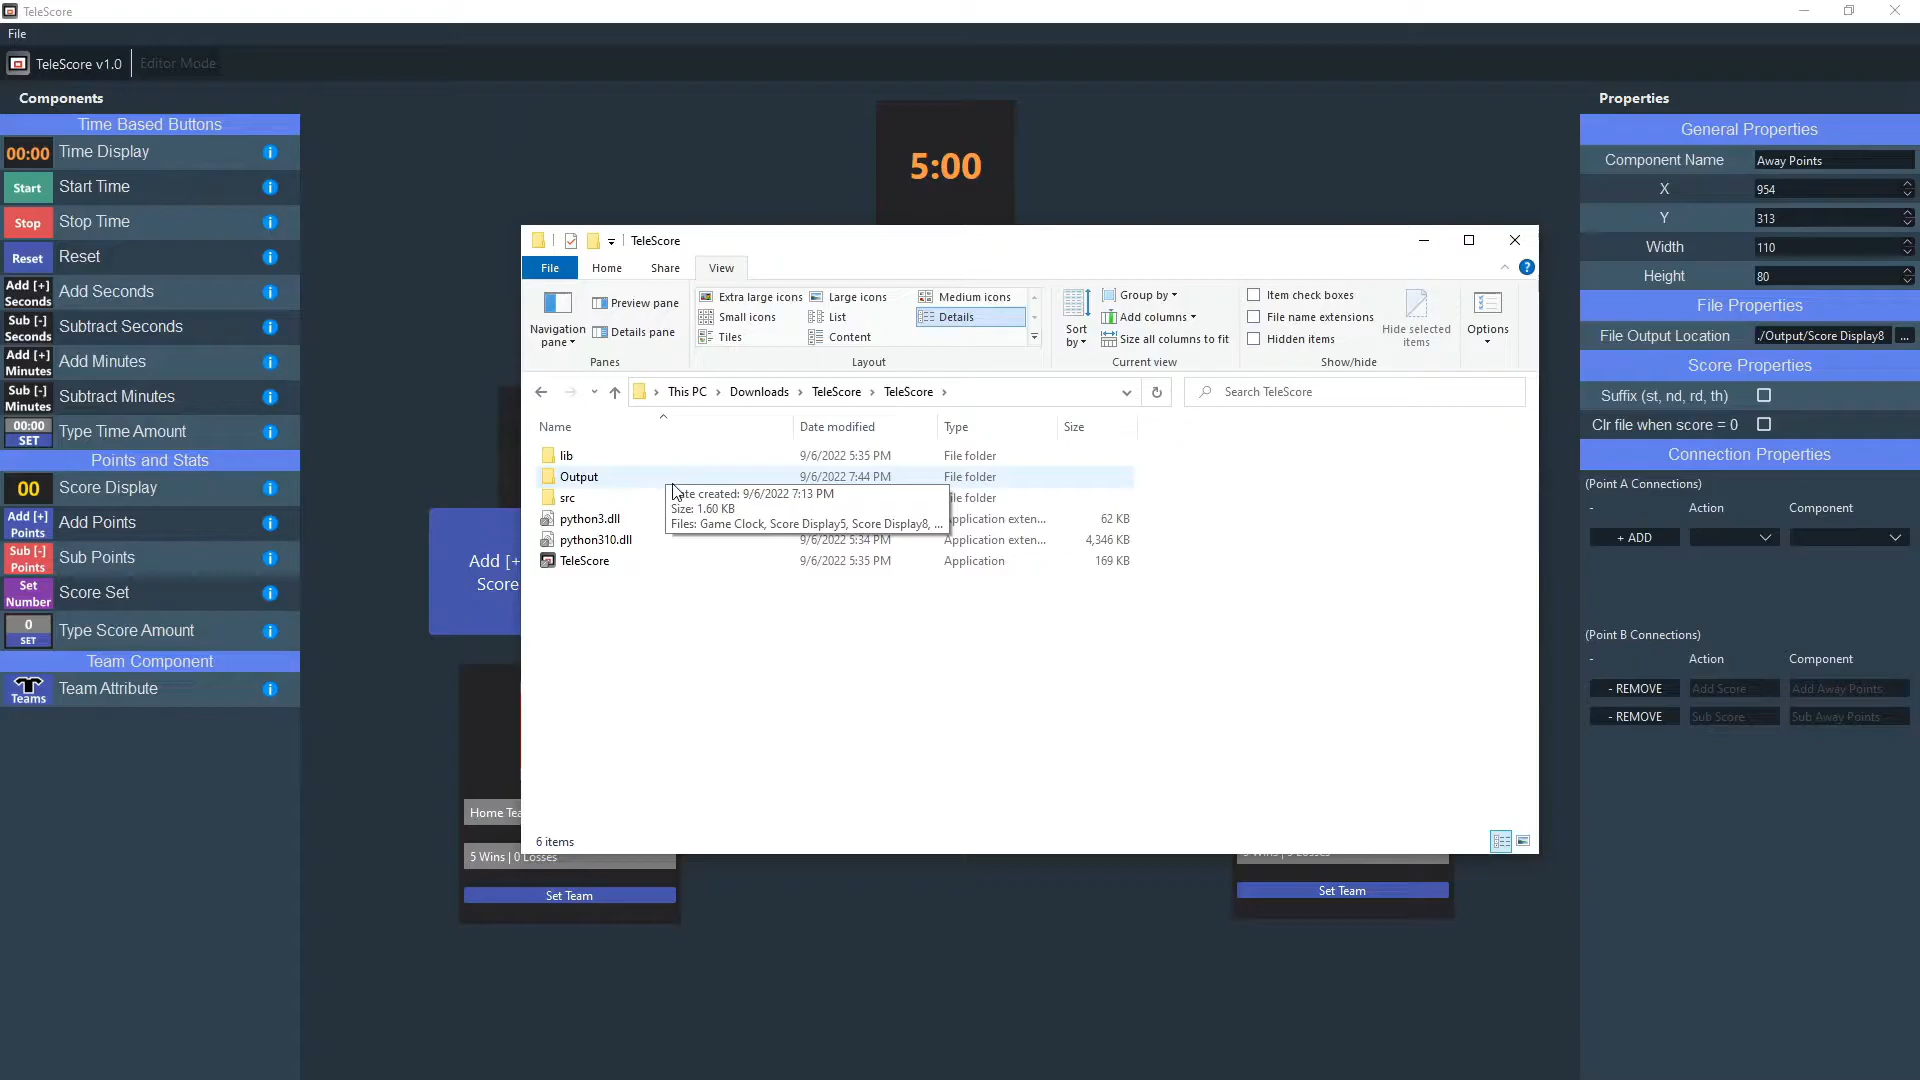 TeleScore
File
TeleScore v1.0
Editor Mode
Components
Time Based Buttons
00:00 Time Display
Start Start Time
Stop Stop Time
Reset Reset
Add [+] Seconds Add Seconds
Sub [-] Seconds Subtract Seconds
Add [+] Minutes Add Minutes
Sub [-] Minutes Subtract Minutes
00:00 SET Type Time Amount
Points and Stats
00 Score Display
Add [+] Points Add Points
Sub [-] Points Sub Points
Set Number Score Set
0 SET Type Score Amount
Team Component
Teams Team Attribute
5:00
Add [+
Score
Home Tea
5 Wins | 0 Losses
Set Team
Set Team
TeleScore
File Home Share View
Navigation pane
Preview pane
Details pane
Panes
Extra large icons Large icons Medium icons
Small icons List Details
Tiles Content
Layout
Sort by
Group by
Add columns
Size all columns to fit
Current view
Item check boxes
File name extensions
Hidden items
Hide selected items
Show/hide
Options
This PC Downloads TeleScore TeleScore
Search TeleScore
Name Date modified Type Size
lib 9/6/2022 5:35 PM File folder
Output 9/6/2022 7:44 PM File folder
src ile folder
python3.dll pplication exten... 62 KB
python310.dll 9/6/2022 5:34 PM Application exten... 4,346 KB
TeleScore 9/6/2022 5:35 PM Application 169 KB
ate created: 9/6/2022 7:13 PM
Size: 1.60 KB
Files: Game Clock, Score Display5, Score Display8, ...
6 items
Properties
General Properties
Component Name Away Points
X 954
Y 313
Width 110
Height 80
File Properties
File Output Location ./Output/Score Display8 ...
Score Properties
Suffix (st, nd, rd, th)
Clr file when score = 0
Connection Properties
(Point A Connections)
- Action Component
+ ADD
(Point B Connections)
- Action Component
- REMOVE Add Score Add Away Points
- REMOVE Sub Score Sub Away Points